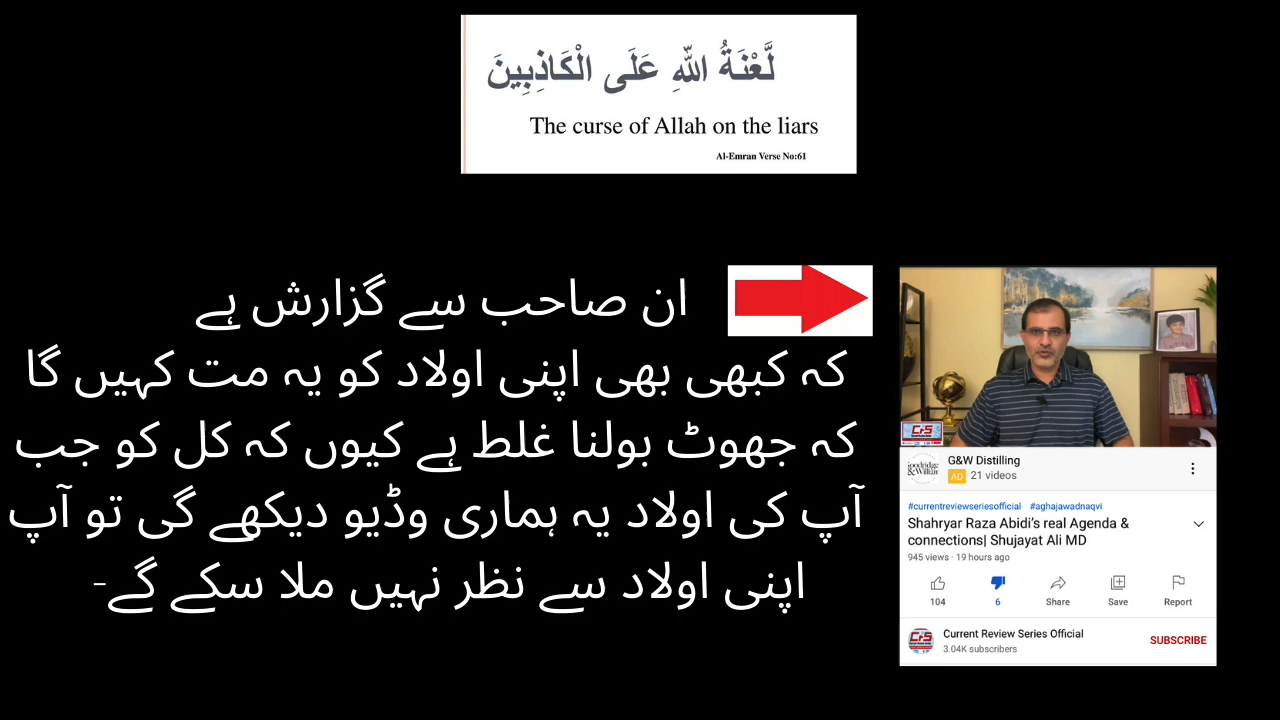 لَّعْنَةُ اللّهِ عَلَى الْكَاذِبِينَ
The curse of Allah on the liars
Al-Emran Verse No:61
ان صاحب سے گزارش ہے
کہ کبھی بھی اپنی اولاد کو یہ مت کہیں گا
کہ جھوٹ بولنا غلط ہے کیوں کہ کل کو جب
آپ کی اولاد یہ ہماری وڈیو دیکھے گی تو آپ
اپنی اولاد سے نظر نہیں ملا سکے گے-
G&W Distilling
AD 21 videos
#currentreviewseriesofficial #aghajawadnaqvi
Shahryar Raza Abidi's real Agenda &
connections| Shujayat Ali MD
945 views · 19 hours ago
104 6 Share Save Report
CrS
Current Review Series Official
SUBSCRIBE
3.04K subscribers